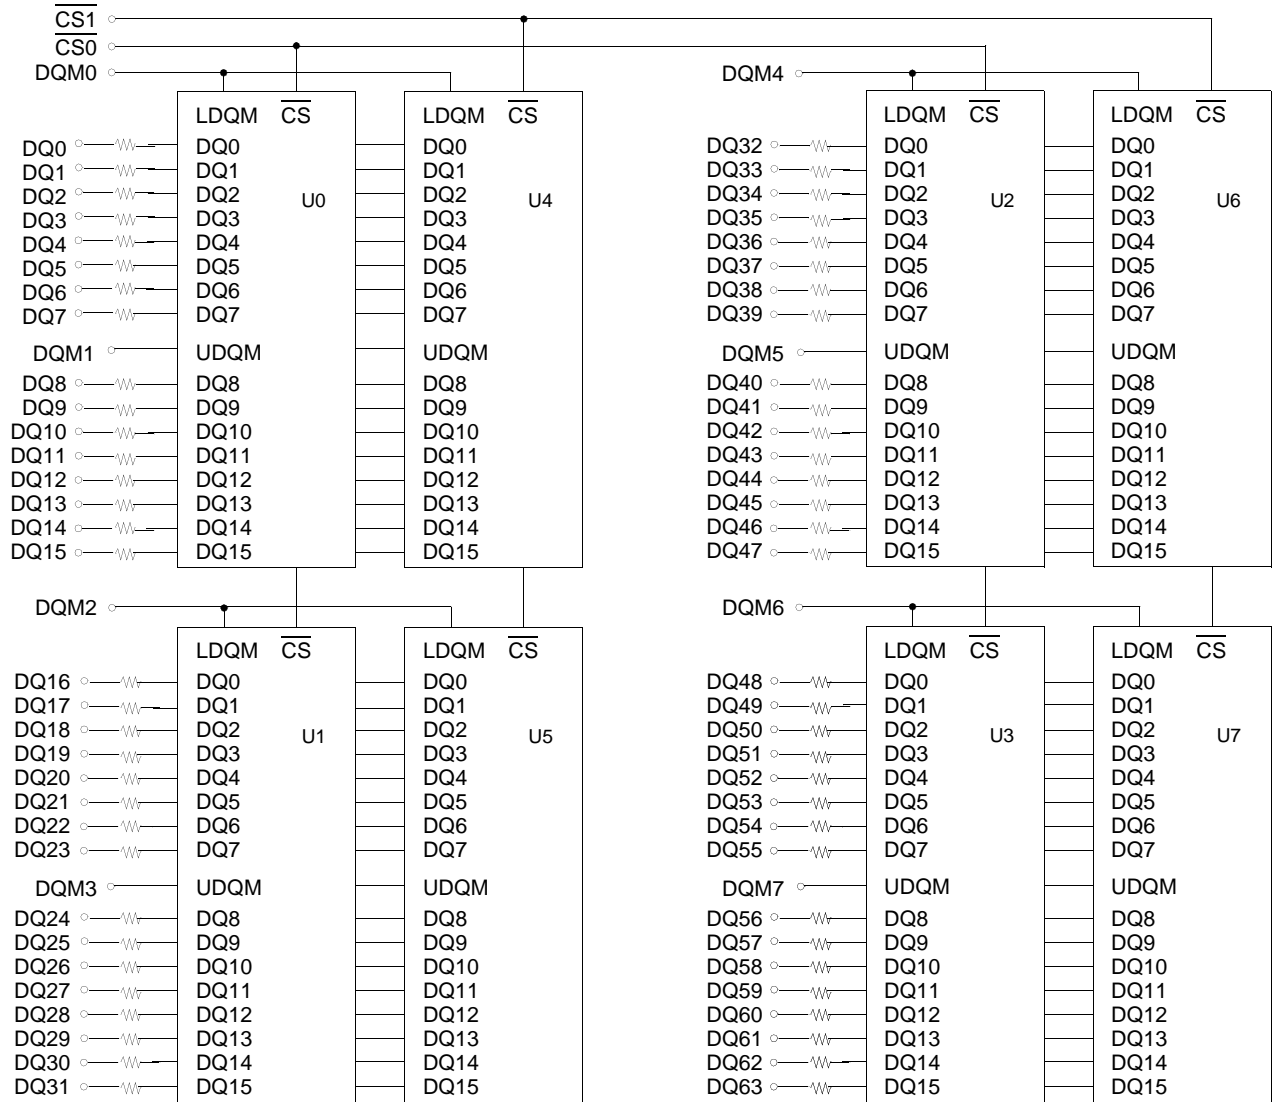 CS1
CS0
DQM0
DQM4
LDQM CS LDQM CS LDQM CS LDQM CS
DQ0 DQ0 DQ0 DQ32 DQ0 DQ0
DQ1 DQ1 DQ1 DQ33 DQ1 DQ1
DQ2 DQ2 U0 DQ2 U4 DQ34 DQ2 U2 DQ2 U6
DQ3 DQ3 DQ3 DQ35 DQ3 DQ3
DQ4 DQ4 DQ4 DQ36 DQ4 DQ4
DQ5 DQ5 DQ5 DQ37 DQ5 DQ5
DQ6 DQ6 DQ6 DQ38 DQ6 DQ6
DQ7 DQ7 DQ7 DQ39 DQ7 DQ7
DQM1 UDQM UDQM DQM5 UDQM UDQM
DQ8 DQ8 DQ8 DQ40 DQ8 DQ8
DQ9 DQ9 DQ9 DQ41 DQ9 DQ9
DQ10 DQ10 DQ10 DQ42 DQ10 DQ10
DQ11 DQ11 DQ11 DQ43 DQ11 DQ11
DQ12 DQ12 DQ12 DQ44 DQ12 DQ12
DQ13 DQ13 DQ13 DQ45 DQ13 DQ13
DQ14 DQ14 DQ14 DQ46 DQ14 DQ14
DQ15 DQ15 DQ15 DQ47 DQ15 DQ15
DQM2 DQM6
LDQM CS LDQM CS LDQM CS LDQM CS
DQ16 DQ0 DQ0 DQ48 DQ0 DQ0
DQ17 DQ1 DQ1 DQ49 DQ1 DQ1
DQ18 DQ2 U1 DQ2 U5 DQ50 DQ2 U3 DQ2 U7
DQ19 DQ3 DQ3 DQ51 DQ3 DQ3
DQ20 DQ4 DQ4 DQ52 DQ4 DQ4
DQ21 DQ5 DQ5 DQ53 DQ5 DQ5
DQ22 DQ6 DQ6 DQ54 DQ6 DQ6
DQ23 DQ7 DQ7 DQ55 DQ7 DQ7
DQM3 UDQM UDQM DQM7 UDQM UDQM
DQ24 DQ8 DQ8 DQ56 DQ8 DQ8
DQ25 DQ9 DQ9 DQ57 DQ9 DQ9
DQ26 DQ10 DQ10 DQ58 DQ10 DQ10
DQ27 DQ11 DQ11 DQ59 DQ11 DQ11
DQ28 DQ12 DQ12 DQ60 DQ12 DQ12
DQ29 DQ13 DQ13 DQ61 DQ13 DQ13
DQ30 DQ14 DQ14 DQ62 DQ14 DQ14
DQ31 DQ15 DQ15 DQ63 DQ15 DQ15